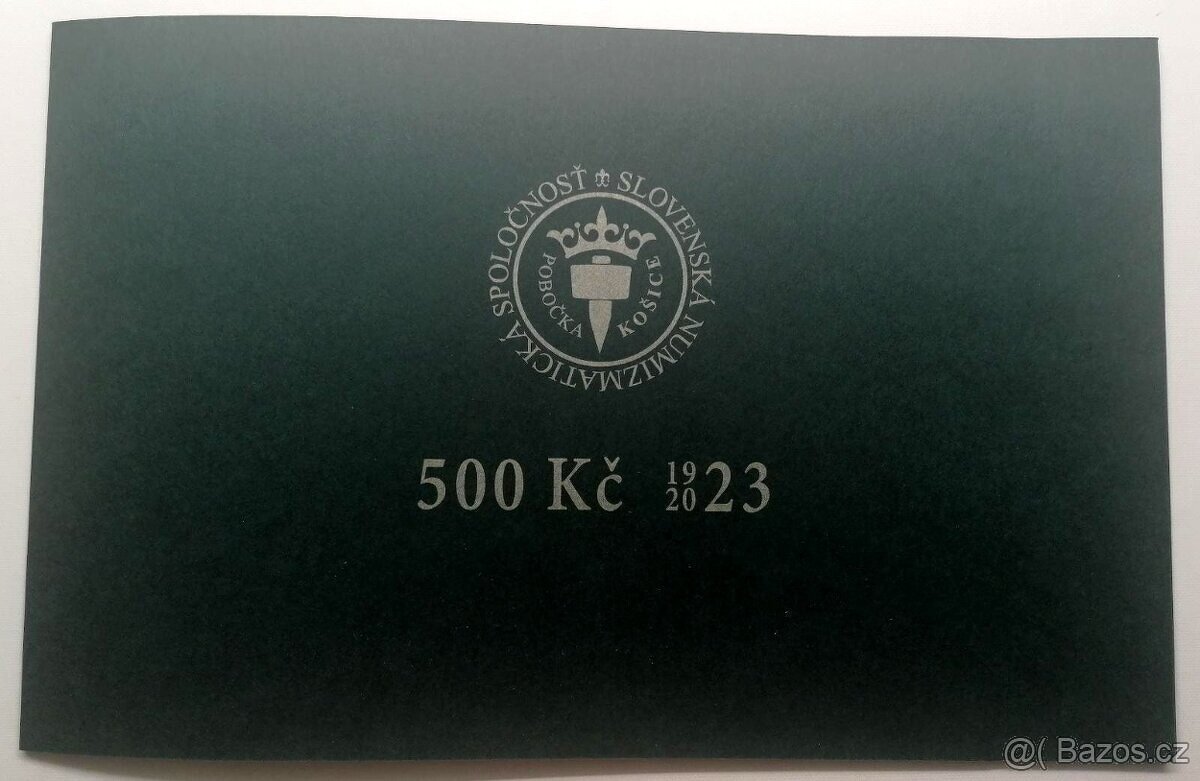 SLOVENSKÁ NUMIZMATICKÁ SPOLOČNOSŤ
POBOČKA KOŠICE
500 Kč 19 20 23
@( Bazos.cz